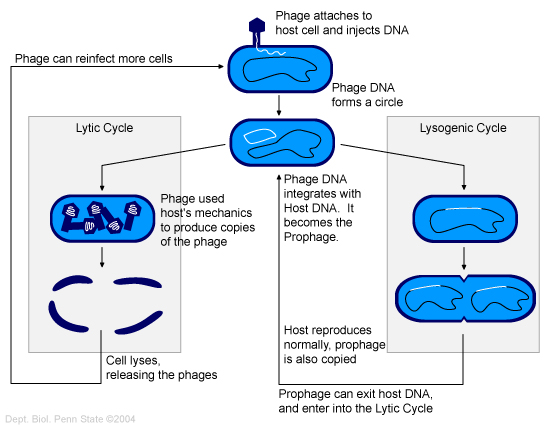 Phage attaches to
host cell and injects DNA
Phage can reinfect more cells
Phage DNA
forms a circle
Lytic Cycle
Lysogenic Cycle
Phage used
host's mechanics
to produce copies
of the phage
Phage DNA
integrates with
Host DNA. It
becomes the
Prophage.
Host reproduces
normally, prophage
is also copied
Cell lyses,
releasing the phages
Prophage can exit host DNA,
and enter into the Lytic Cycle
Dept. Biol. Penn State ©2004